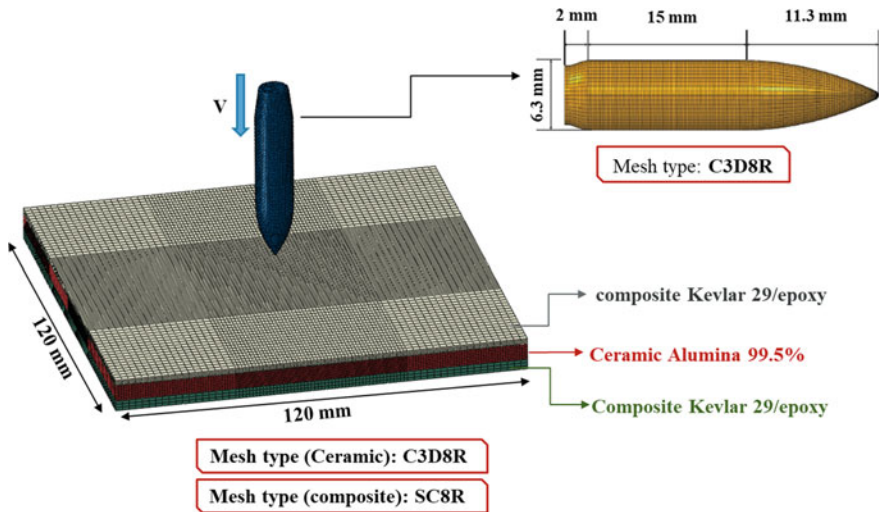 2 mm
15 mm
11.3 mm
V
6.3 mm
Mesh type: C3D8R
composite Kevlar 29/epoxy
Ceramic Alumina 99.5%
Composite Kevlar 29/epoxy
120 mm
120 mm
Mesh type (Ceramic): C3D8R
Mesh type (composite): SC8R